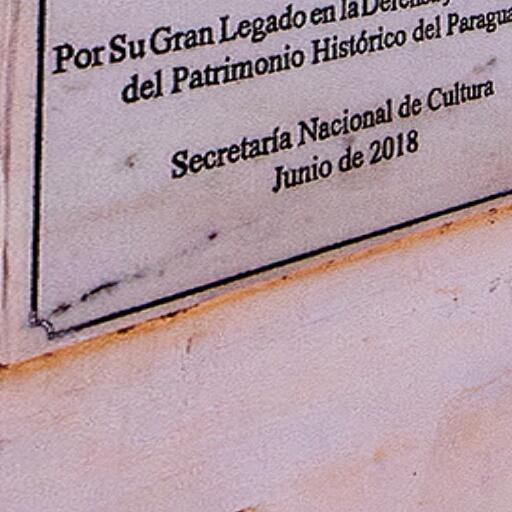 Por Su Gran Legado en la
del Patrimonio Histórico del
Secretaría Nacional de Cultura
Junio de 2018